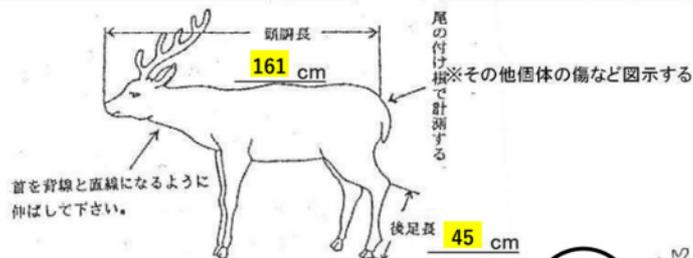 頭胴長
161 cm
尾の付け根で計測する
※その他個体の傷など図示する
首を背線と直線になるように
伸ばして下さい。
後足長 45 cm